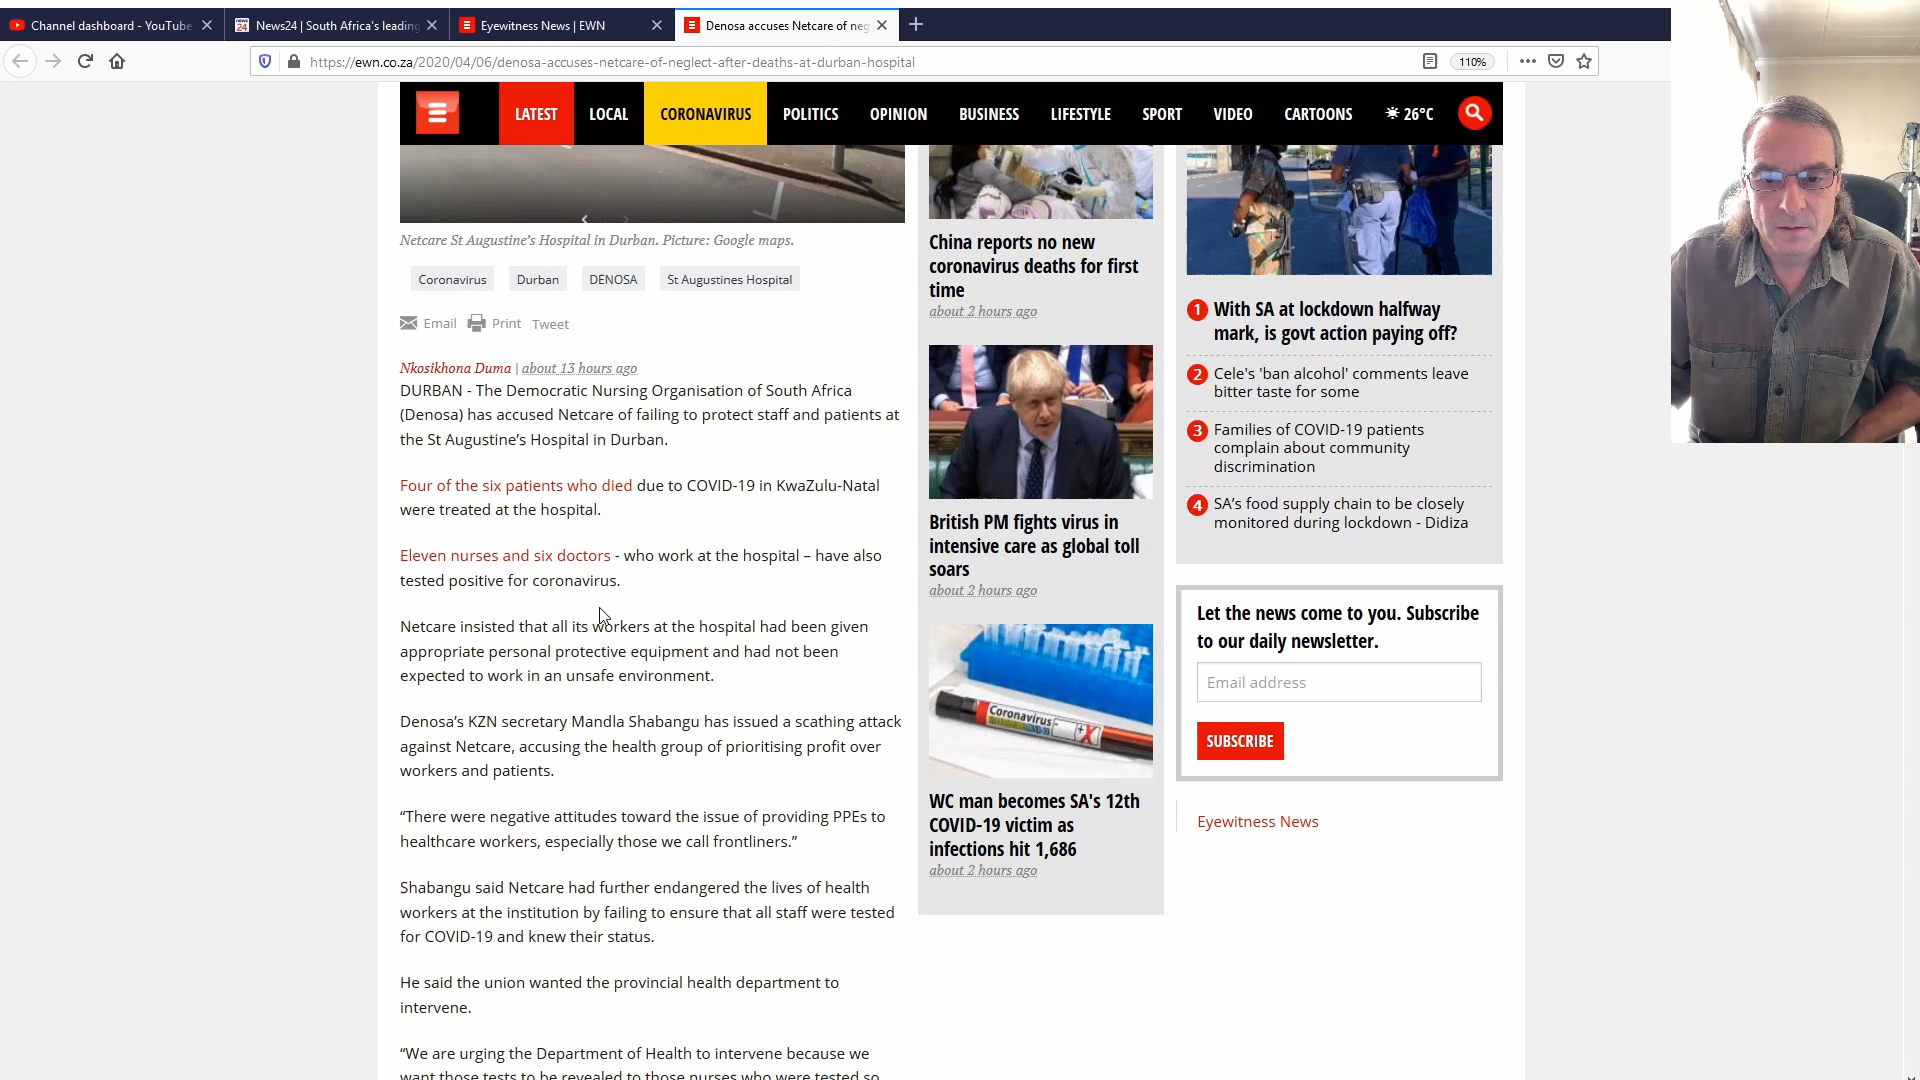 Channel dashboard - YouTube
News24 | South Africa's leading
Eyewitness News | EWN
Denosa accuses Netcare of neg
https://ewn.co.za/2020/04/06/denosa-accuses-netcare-of-neglect-after-deaths-at-durban-hospital
110%
LATEST
LOCAL
CORONAVIRUS
POLITICS
OPINION
BUSINESS
LIFESTYLE
SPORT
VIDEO
CARTOONS
26°C
Netcare St Augustine's Hospital in Durban. Picture: Google maps.
Coronavirus
Durban
DENOSA
St Augustines Hospital
Email
Print
Tweet
Nkosikhona Duma | about 13 hours ago
DURBAN - The Democratic Nursing Organisation of South Africa
(Denosa) has accused Netcare of failing to protect staff and patients at
the St Augustine's Hospital in Durban.
Four of the six patients who died due to COVID-19 in KwaZulu-Natal
were treated at the hospital.
Eleven nurses and six doctors - who work at the hospital – have also
tested positive for coronavirus.
Netcare insisted that all its workers at the hospital had been given
appropriate personal protective equipment and had not been
expected to work in an unsafe environment.
Denosa's KZN secretary Mandla Shabangu has issued a scathing attack
against Netcare, accusing the health group of prioritising profit over
workers and patients.
“There were negative attitudes toward the issue of providing PPEs to
healthcare workers, especially those we call frontliners.”
Shabangu said Netcare had further endangered the lives of health
workers at the institution by failing to ensure that all staff were tested
for COVID-19 and knew their status.
He said the union wanted the provincial health department to
intervene.
“We are urging the Department of Health to intervene because we
want those tests to be revealed to those nurses who were tested so
China reports no new
coronavirus deaths for first
time
about 2 hours ago
British PM fights virus in
intensive care as global toll
soars
about 2 hours ago
Coronavirus
COVID-19
WC man becomes SA's 12th
COVID-19 victim as
infections hit 1,686
about 2 hours ago
1 With SA at lockdown halfway
mark, is govt action paying off?
2 Cele's 'ban alcohol' comments leave
bitter taste for some
3 Families of COVID-19 patients
complain about community
discrimination
4 SA's food supply chain to be closely
monitored during lockdown - Didiza
Let the news come to you. Subscribe
to our daily newsletter.
Email address
SUBSCRIBE
Eyewitness News